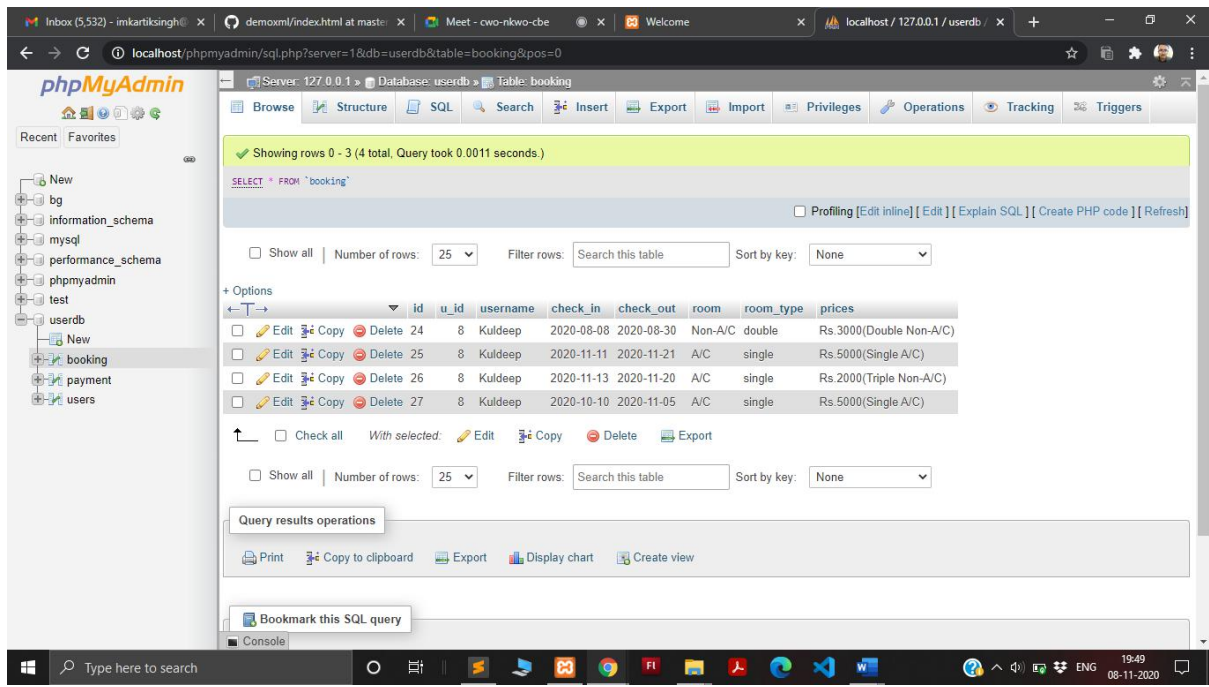 Inbox (5,532) - imkartiksingh
demoxml/index.html at master
Meet - cwo-nkwo-cbe
Welcome
localhost / 127.0.0.1 / userdb /
localhost/phpmyadmin/sql.php?server=1&db=userdb&table=booking&pos=0
phpMyAdmin
Recent Favorites
New
bg
information_schema
mysql
performance_schema
phpmyadmin
test
userdb
New
booking
payment
users
Server: 127.0.0.1 » Database: userdb » Table: booking
Browse Structure SQL Search Insert Export Import Privileges Operations Tracking Triggers
Showing rows 0 - 3 (4 total, Query took 0.0011 seconds.)
SELECT * FROM `booking`
Profiling [Edit inline] [ Edit ] [ Explain SQL ] [ Create PHP code ] [ Refresh]
Show all | Number of rows: 25 Filter rows: Search this table Sort by key: None
+ Options
←T→ id u_id username check_in check_out room room_type prices
Edit Copy Delete 24 8 Kuldeep 2020-08-08 2020-08-30 Non-A/C double Rs.3000(Double Non-A/C)
Edit Copy Delete 25 8 Kuldeep 2020-11-11 2020-11-21 A/C single Rs.5000(Single A/C)
Edit Copy Delete 26 8 Kuldeep 2020-11-13 2020-11-20 A/C single Rs.2000(Triple Non-A/C)
Edit Copy Delete 27 8 Kuldeep 2020-10-10 2020-11-05 A/C single Rs.5000(Single A/C)
Check all With selected: Edit Copy Delete Export
Show all | Number of rows: 25 Filter rows: Search this table Sort by key: None
Query results operations
Print Copy to clipboard Export Display chart Create view
Bookmark this SQL query
Console
Type here to search
ENG
19:49
08-11-2020